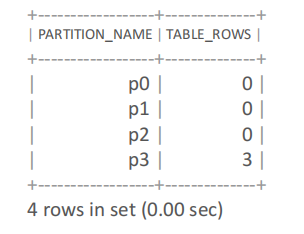 +------------------+--------------+
| PARTITION_NAME | TABLE_ROWS |
+------------------+--------------+
| p0 | 0 |
| p1 | 0 |
| p2 | 0 |
| p3 | 3 |
+------------------+--------------+
4 rows in set (0.00 sec)